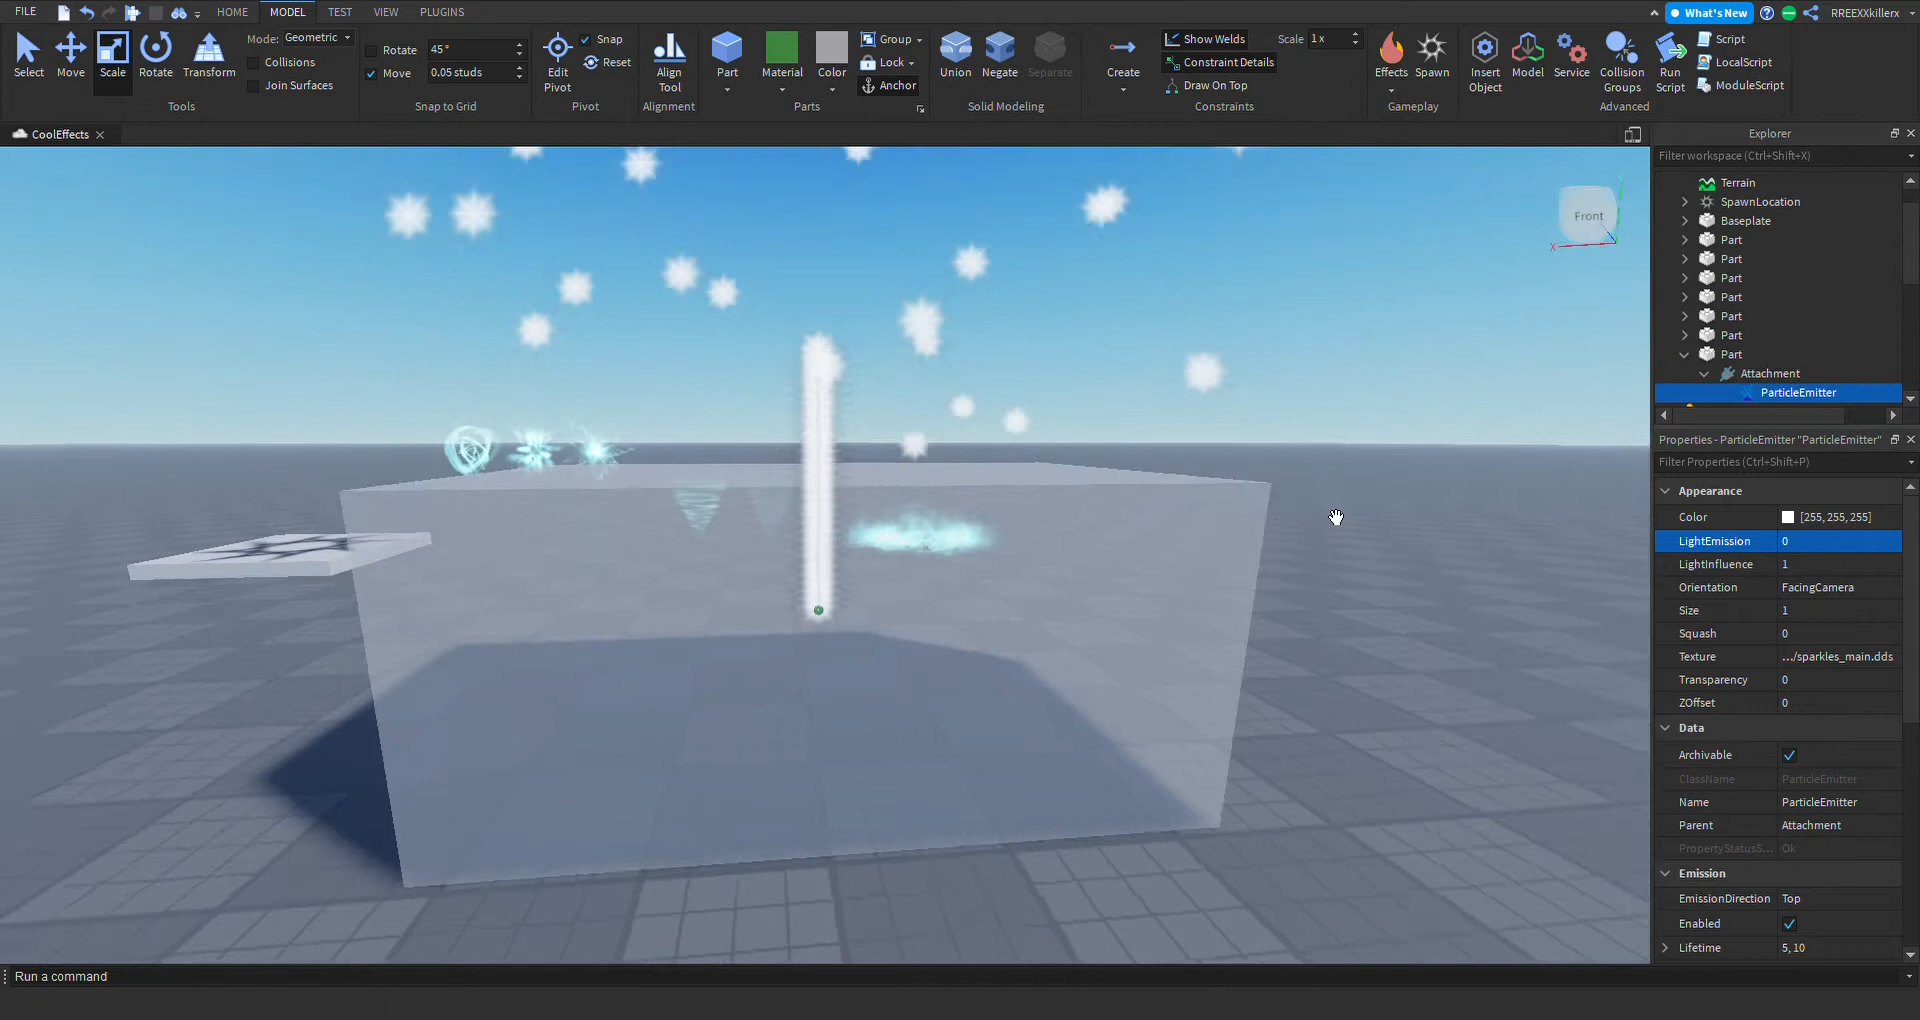 FILE HOME MODEL TEST VIEW PLUGINS What's New RREEXXkillerx
Select Move Scale Rotate Transform
Mode: Geometric
Collisions
Join Surfaces
Tools
Rotate 45 °
Move 0.05 studs
Snap to Grid
Edit Pivot
Snap
Reset
Pivot
Align Tool
Alignment
Part Material Color
Group
Lock
Anchor
Parts
Union Negate Separate
Solid Modeling
Create
Show Welds
Scale 1 x
Constraint Details
Draw On Top
Constraints
Effects Spawn
Gameplay
Insert Object Model Service Collision Groups Run Script
Script
LocalScript
ModuleScript
Advanced
CoolEffects
Front
X
Explorer
Filter workspace (Ctrl+Shift+X)
Terrain
SpawnLocation
Baseplate
Part
Part
Part
Part
Part
Part
Part
Attachment
ParticleEmitter
Properties - ParticleEmitter "ParticleEmitter"
Filter Properties (Ctrl+Shift+P)
Appearance
Color [255, 255, 255]
LightEmission 0
LightInfluence 1
Orientation FacingCamera
Size 1
Squash 0
Texture .../sparkles_main.dds
Transparency 0
ZOffset 0
Data
Archivable
ClassName ParticleEmitter
Name ParticleEmitter
Parent Attachment
PropertyStatusS... Ok
Emission
EmissionDirection Top
Enabled
Lifetime 5, 10
Run a command